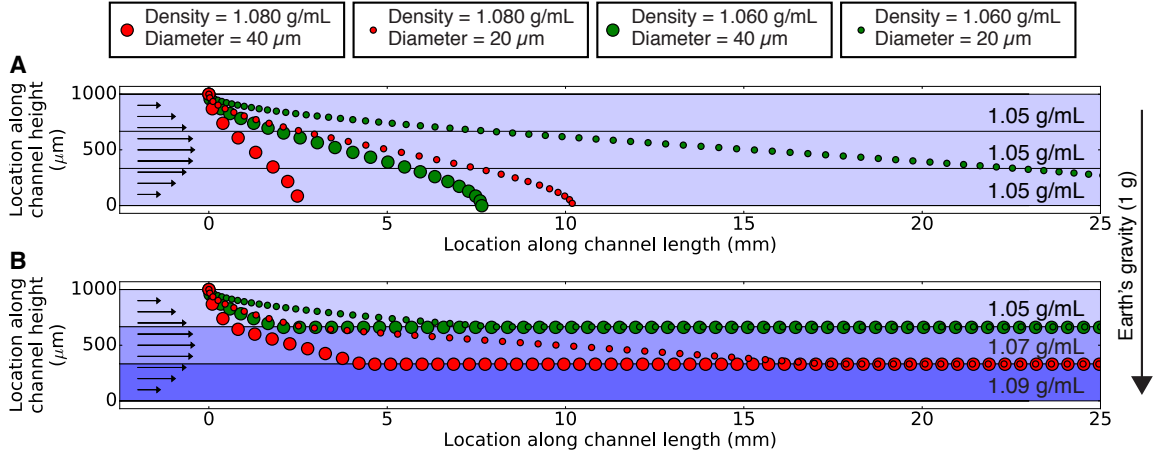 Density = 1.080 g/mL
Diameter = 40 µm
Density = 1.080 g/mL
Diameter = 20 µm
Density = 1.060 g/mL
Diameter = 40 µm
Density = 1.060 g/mL
Diameter = 20 µm
A
Location along
channel height
(µm)
1000
500
0
1.05 g/mL
1.05 g/mL
1.05 g/mL
0
5
10
15
20
25
Location along channel length (mm)
B
Location along
channel height
(µm)
1000
500
0
1.05 g/mL
1.07 g/mL
1.09 g/mL
0
5
10
15
20
25
Location along channel length (mm)
Earth's gravity (1 g)